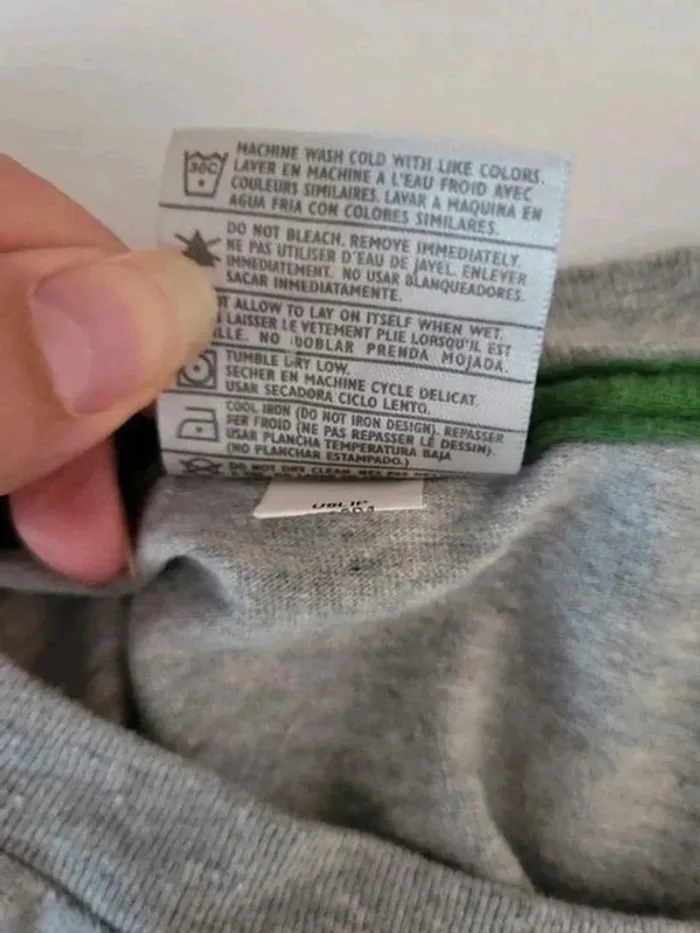 30C
MACHINE WASH COLD WITH LIKE COLORS.
LAVER EN MACHINE A L'EAU FROID AVEC
COULEURS SIMILAIRES. LAVAR A MAQUINA EN
AGUA FRIA CON COLORES SIMILARES.
DO NOT BLEACH. REMOVE IMMEDIATELY.
NE PAS UTILISER D'EAU DE JAVEL. ENLEVER
IMMEDIATEMENT. NO USAR BLANQUEADORES.
SACAR INMEDIATAMENTE.
ALLOW TO LAY ON ITSELF WHEN WET.
LAISSER LE VETEMENT PLIE LORSQU'IL EST
NO DOBLAR PRENDA MOJADA.
TUMBLE DRY LOW.
SECHER EN MACHINE CYCLE DELICAT.
USAR SECADORA CICLO LENTO.
COOL IRON (DO NOT IRON DESIGN). REPASSER
FER FROID (NE PAS REPASSER LE DESSIN).
USAR PLANCHA TEMPERATURA BAJA
(NO PLANCHAR ESTAMPADO.)
DO NOT DRY CLEAN. NES PAS